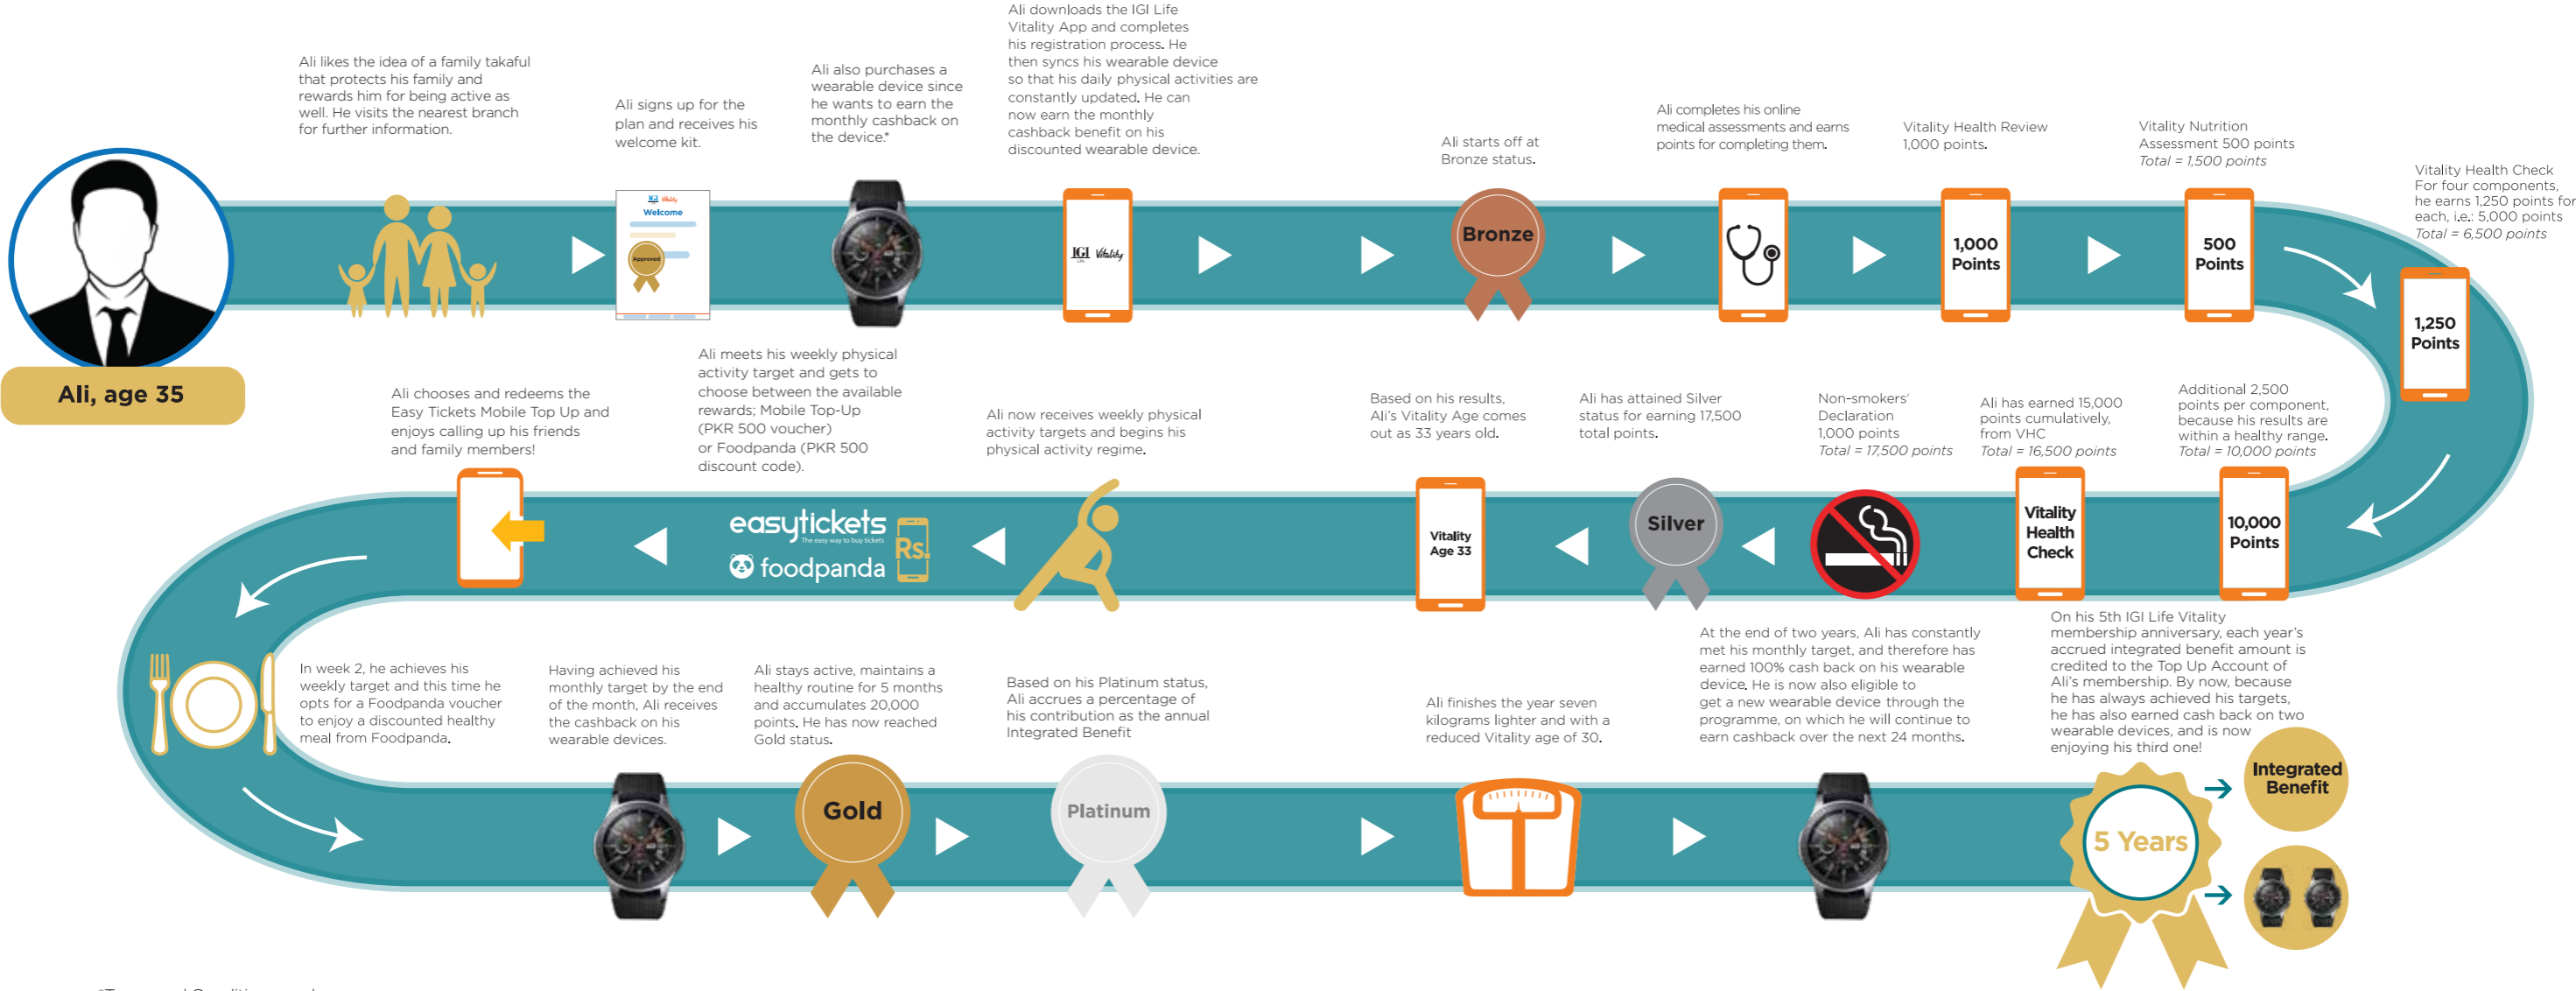 Ali, age 35
Ali likes the idea of a family takaful
that protects his family and
rewards him for being active as
well. He visits the nearest branch
for further information.
Ali signs up for the
plan and receives his
welcome kit.
IGI Vitality
Welcome
Approved
Ali also purchases a
wearable device since
he wants to earn the
monthly cashback on
the device.*
Ali downloads the IGI Life
Vitality App and completes
his registration process. He
then syncs his wearable device
so that his daily physical activities are
constantly updated. He can
now earn the monthly
cashback benefit on his
discounted wearable device.
IGI Vitality
LIFE
Ali starts off at
Bronze status.
Bronze
Ali completes his online
medical assessments and earns
points for completing them.
Vitality Health Review
1,000 points.
1,000
Points
Vitality Nutrition
Assessment 500 points
Total = 1,500 points
500
Points
Vitality Health Check
For four components,
he earns 1,250 points for
each, i.e.: 5,000 points
Total = 6,500 points
1,250
Points
Additional 2,500
points per component,
because his results are
within a healthy range.
Total = 10,000 points
10,000
Points
Ali has earned 15,000
points cumulatively,
from VHC
Total = 16,500 points
Vitality
Health
Check
Non-smokers'
Declaration
1,000 points
Total = 17,500 points
Ali has attained Silver
status for earning 17,500
total points.
Silver
Based on his results,
Ali's Vitality Age comes
out as 33 years old.
Vitality
Age 33
Ali now receives weekly physical
activity targets and begins his
physical activity regime.
Ali meets his weekly physical
activity target and gets to
choose between the available
rewards; Mobile Top-Up
(PKR 500 voucher)
or Foodpanda (PKR 500
discount code).
easytickets
The easy way to buy tickets
foodpanda
Rs.
Ali chooses and redeems the
Easy Tickets Mobile Top Up and
enjoys calling up his friends
and family members!
In week 2, he achieves his
weekly target and this time he
opts for a Foodpanda voucher
to enjoy a discounted healthy
meal from Foodpanda.
Having achieved his
monthly target by the end
of the month, Ali receives
the cashback on his
wearable devices.
Ali stays active, maintains a
healthy routine for 5 months
and accumulates 20,000
points. He has now reached
Gold status.
Gold
Based on his Platinum status,
Ali accrues a percentage of
his contribution as the annual
Integrated Benefit
Platinum
Ali finishes the year seven
kilograms lighter and with a
reduced Vitality age of 30.
At the end of two years, Ali has constantly
met his monthly target, and therefore has
earned 100% cash back on his wearable
device. He is now also eligible to
get a new wearable device through the
programme, on which he will continue to
earn cashback over the next 24 months.
On his 5th IGI Life Vitality
membership anniversary, each year's
accrued integrated benefit amount is
credited to the Top Up Account of
Ali's membership. By now, because
he has always achieved his targets,
he has also earned cash back on two
wearable devices, and is now
enjoying his third one!
5 Years
Integrated
Benefit